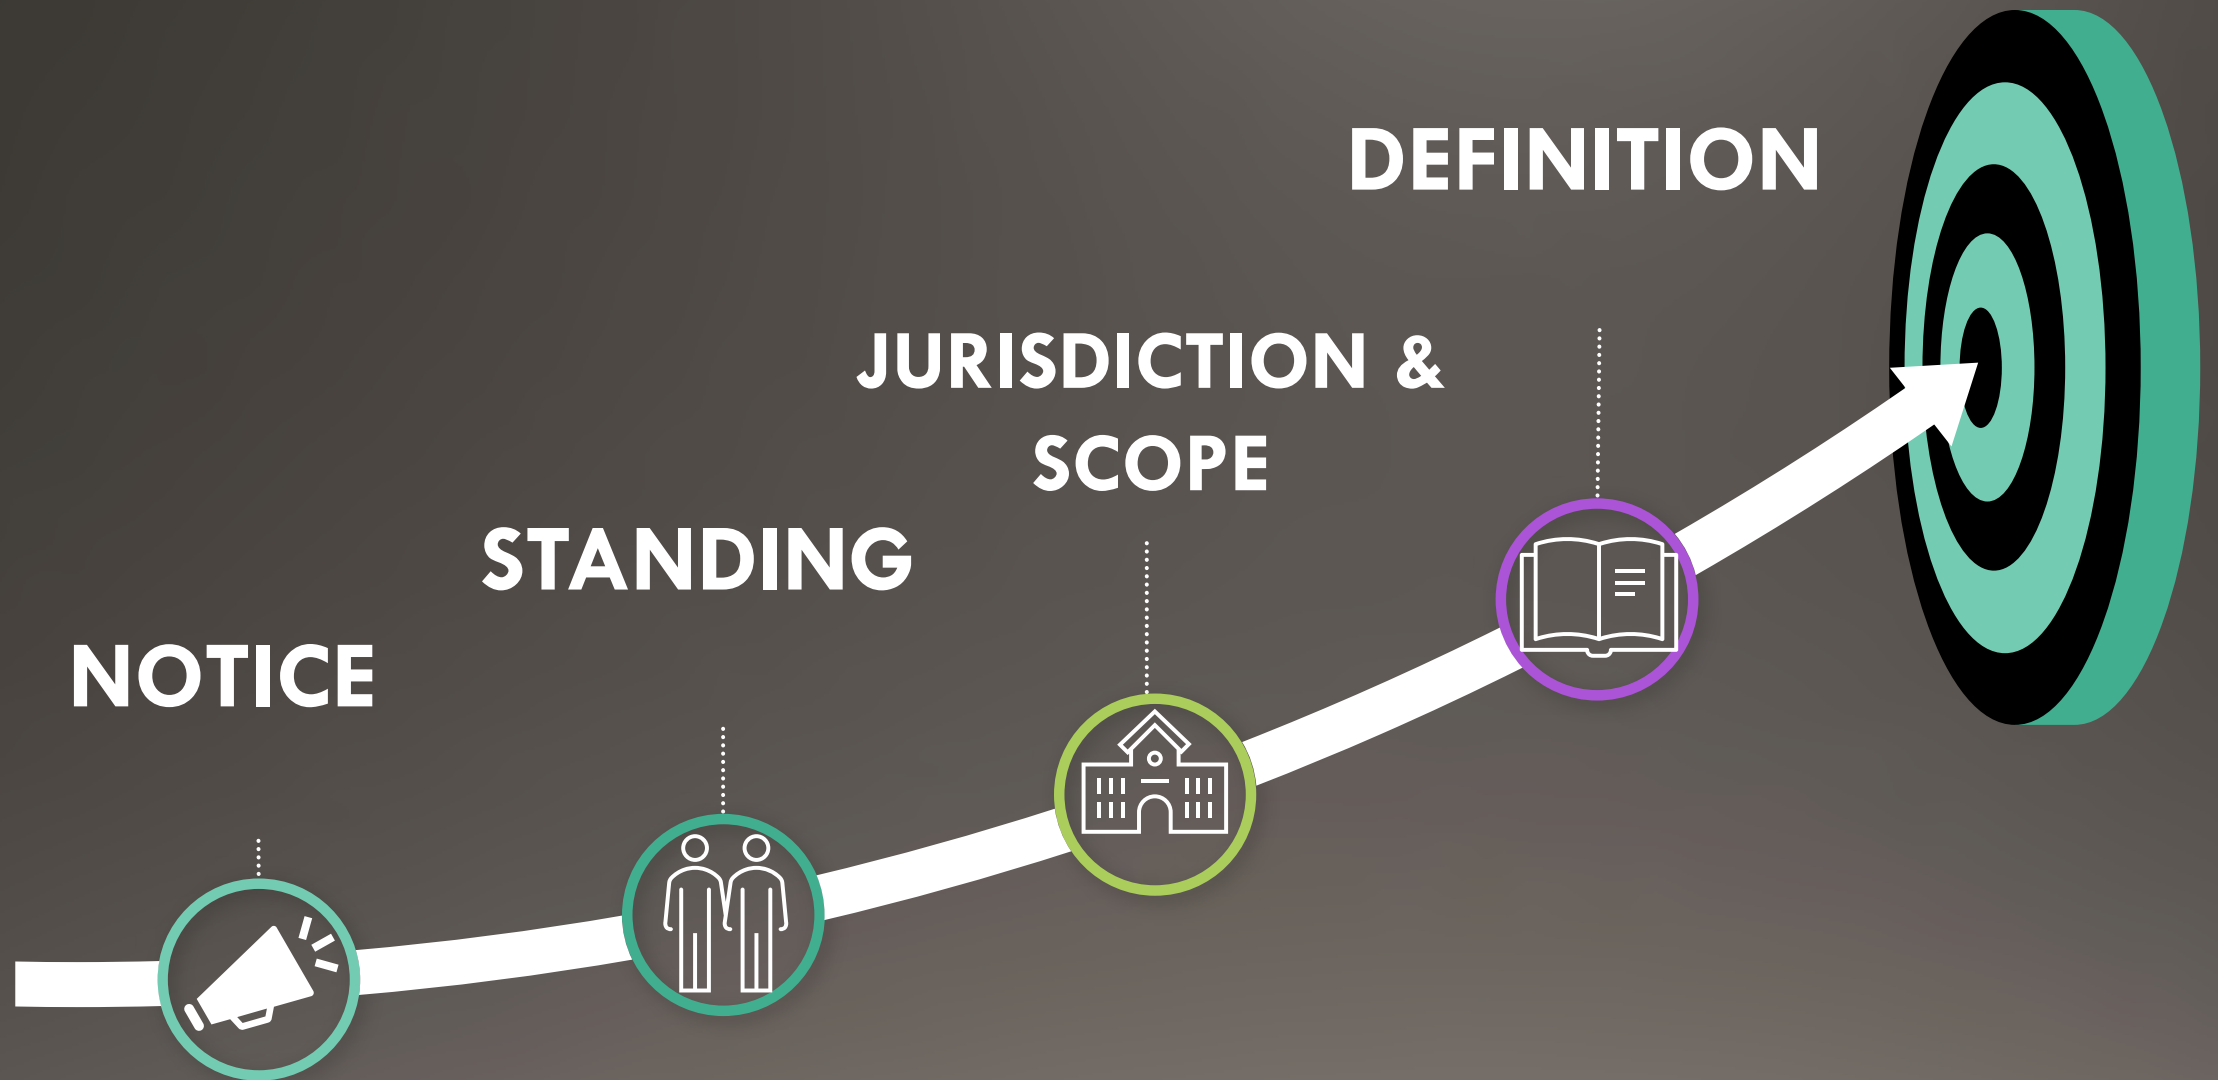 NOTICE
STANDING
JURISDICTION &
SCOPE
DEFINITION